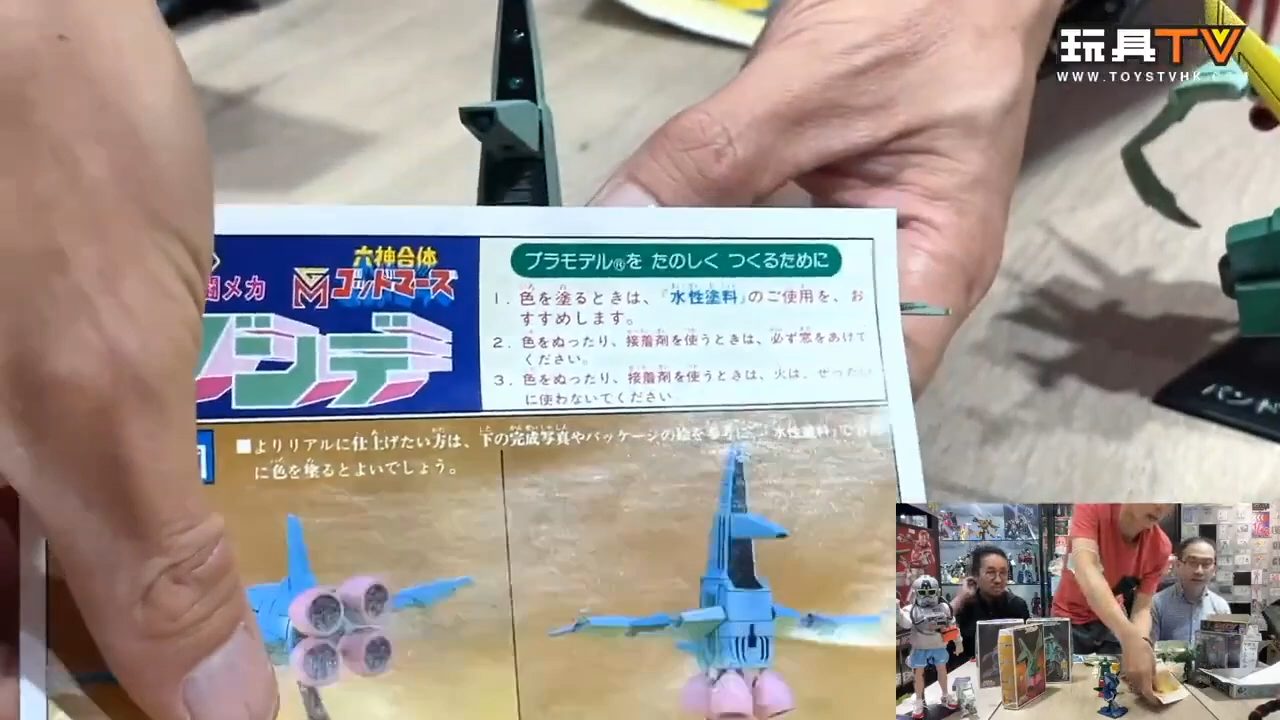 玩具TV
WWW.TOYSTVHK.COM
六神合体
闘メカ
ゴッドマーズ
ンデ
プラモデル®を たのしく つくるために
1. 色を塗るときは、「水性塗料」のご使用を、お
すすめします。
2. 色をぬったり、接着剤を使うときは、必ず窓をあけて
ください。
3. 色をぬったり、接着剤を使うときは、火は、ぜったい
に使わないでください
■よりリアルに仕上げたい方は、下の完成写真やパッケージの絵を参考に、「水性塗料」で
に色を塗るとよいでしょう。